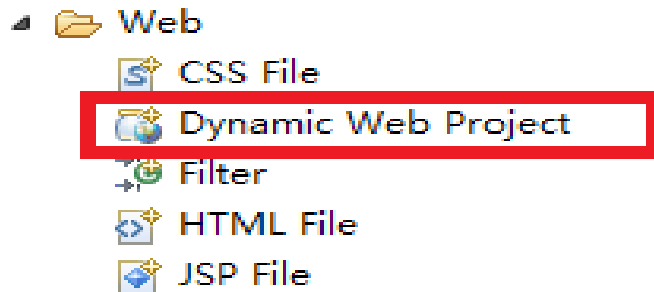 Web
CSS File
Dynamic Web Project
Filter
HTML File
JSP File